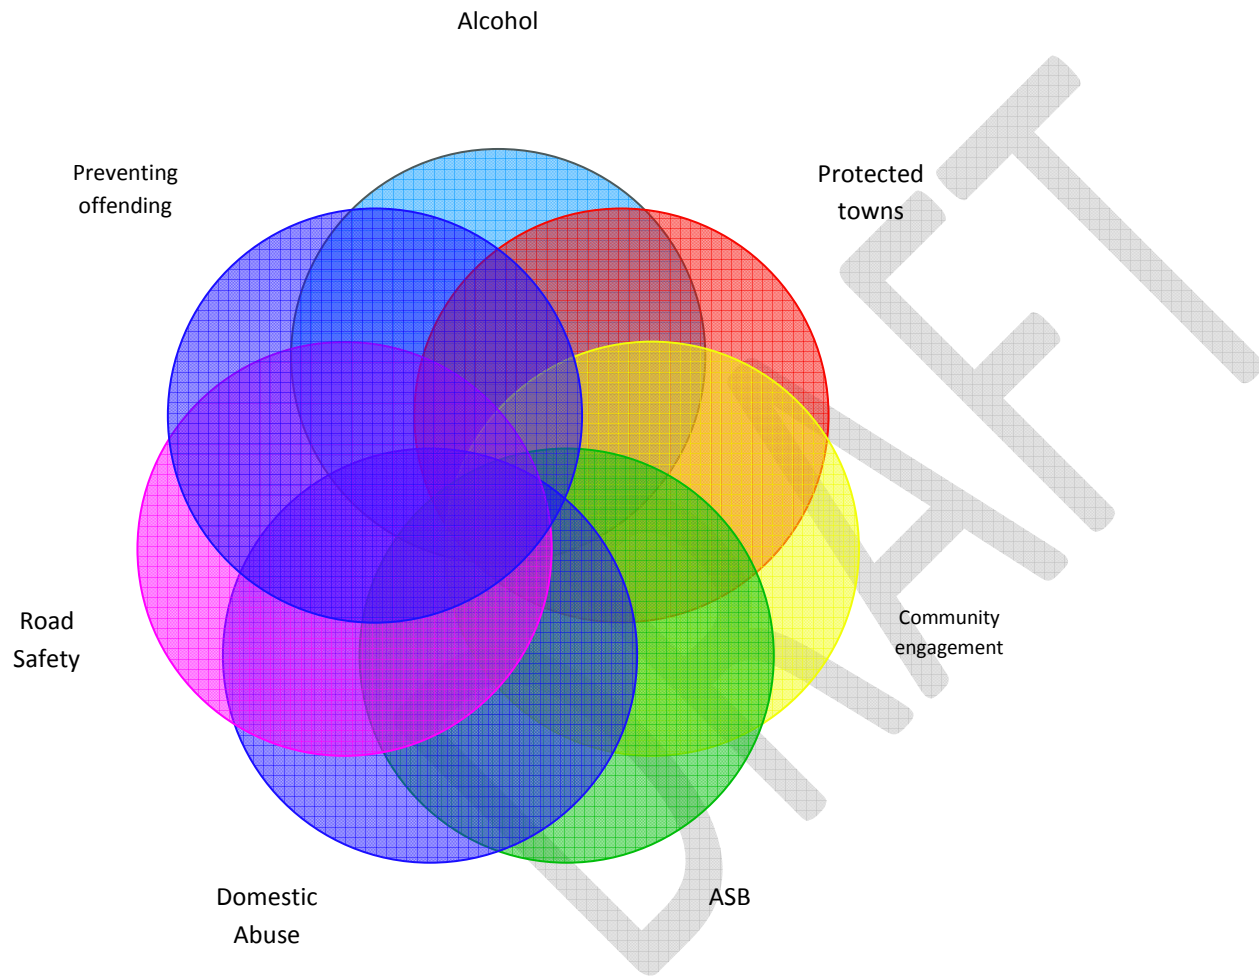 Alcohol
Preventing
offending
Protected
towns
Road
Safety
Community
engagement
Domestic
Abuse
ASB
DRAFT